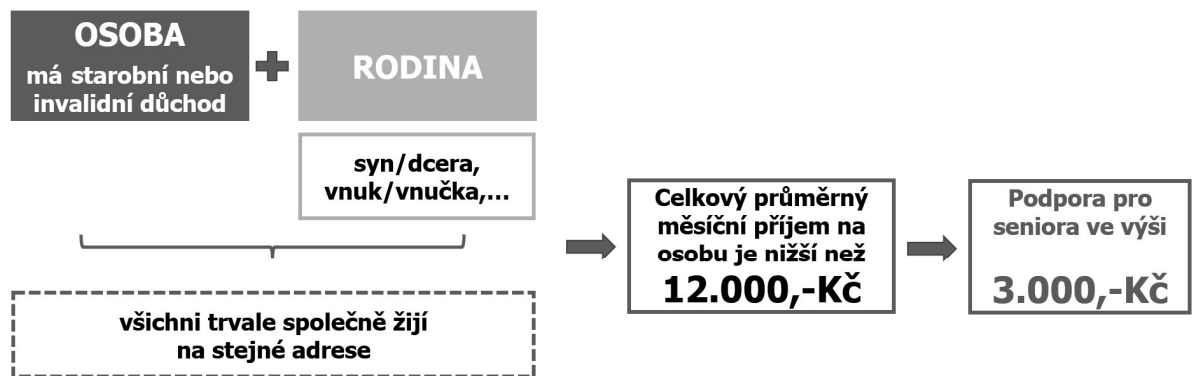 OSOBA
má starobní nebo
invalidní důchod
RODINA
syn/dcera,
vnuk/vnučka,...
všichni trvale společně žijí
na stejné adrese
Celkový průměrný
měsíční příjem na
osobu je nižší než
12.000,-Kč
Podpora pro
seniora ve výši
3.000,-Kč